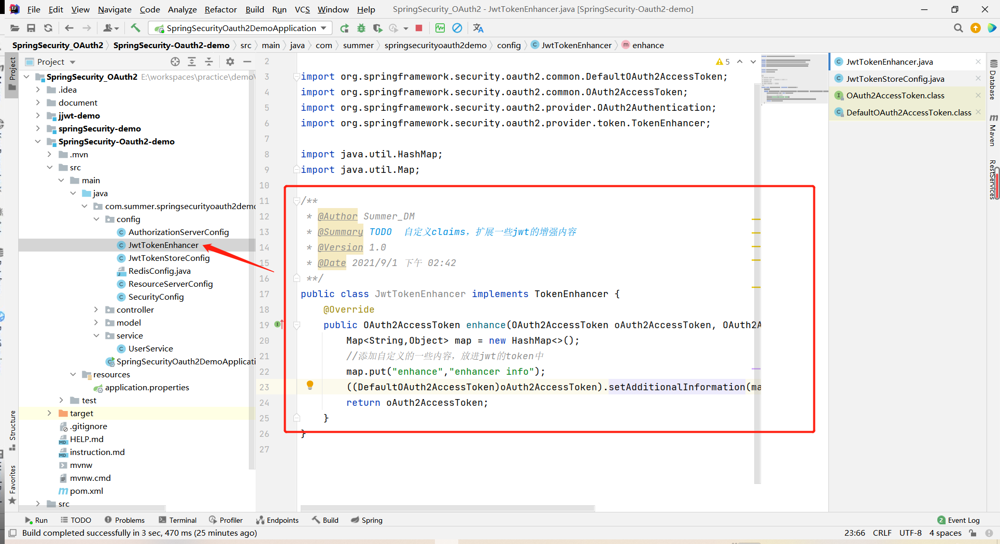 File Edit View Navigate Code Analyze Refactor Build Run VCS Window Help SpringSecurity_OAuth2 - JwtTokenEnhancer.java [SpringSecurity-Oauth2-demo]
SpringSecurityOauth2DemoApplication
SpringSecurity_OAuth2 SpringSecurity-Oauth2-demo src main java com summer springsecurityoauth2demo config JwtTokenEnhancer enhance
Project
Project
SpringSecurity_OAuth2 E:\workspaces\practice\demo\
.idea
document
jjwt-demo
springSecurity-demo
SpringSecurity-Oauth2-demo
.mvn
src
main
java
com.summer.springsecurityoauth2demo
config
AuthorizationServerConfig
JwtTokenEnhancer
JwtTokenStoreConfig
RedisConfig.java
ResourceServerConfig
SecurityConfig
controller
model
service
UserService
SpringSecurityOauth2DemoApplicati
resources
application.properties
test
target
.gitignore
HELP.md
instruction.md
mvnw
mvnw.cmd
pom.xml
src
Structure
Favorites
5
2
3 import org.springframework.security.oauth2.common.DefaultOAuth2AccessToken;
4 import org.springframework.security.oauth2.common.OAuth2AccessToken;
5 import org.springframework.security.oauth2.provider.OAuth2Authentication;
6 import org.springframework.security.oauth2.provider.token.TokenEnhancer;
7
8 import java.util.HashMap;
9 import java.util.Map;
10
11 /**
12 * @Author Summer_DM
13 * @Summary TODO 自定义claims，扩展一些jwt的增强内容
14 * @Version 1.0
15 * @Date 2021/9/1 下午 02:42
16 **/
17 public class JwtTokenEnhancer implements TokenEnhancer {
18 @Override
19 public OAuth2AccessToken enhance(OAuth2AccessToken oAuth2AccessToken, OAuth2A
20 Map<String,Object> map = new HashMap<>();
21 //添加自定义的一些内容，放进jwt的token中
22 map.put("enhance","enhancer info");
23 ((DefaultOAuth2AccessToken)oAuth2AccessToken).setAdditionalInformation(ma
24 return oAuth2AccessToken;
25 }
26 }
27
JwtTokenEnhancer.java
JwtTokenStoreConfig.java
OAuth2AccessToken.class
DefaultOAuth2AccessToken.class
Database
Maven
RestServices
Run TODO Problems Terminal Profiler Endpoints Build Spring 2 Event Log
Build completed successfully in 3 sec, 470 ms (25 minutes ago) 23:66 CRLF UTF-8 4 spaces